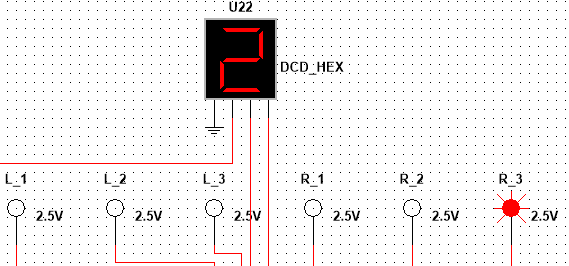 U22
2
DCD_HEX
L_1 L_2 L_3 R_1 R_2 R_3
2.5V 2.5V 2.5V 2.5V 2.5V 2.5V